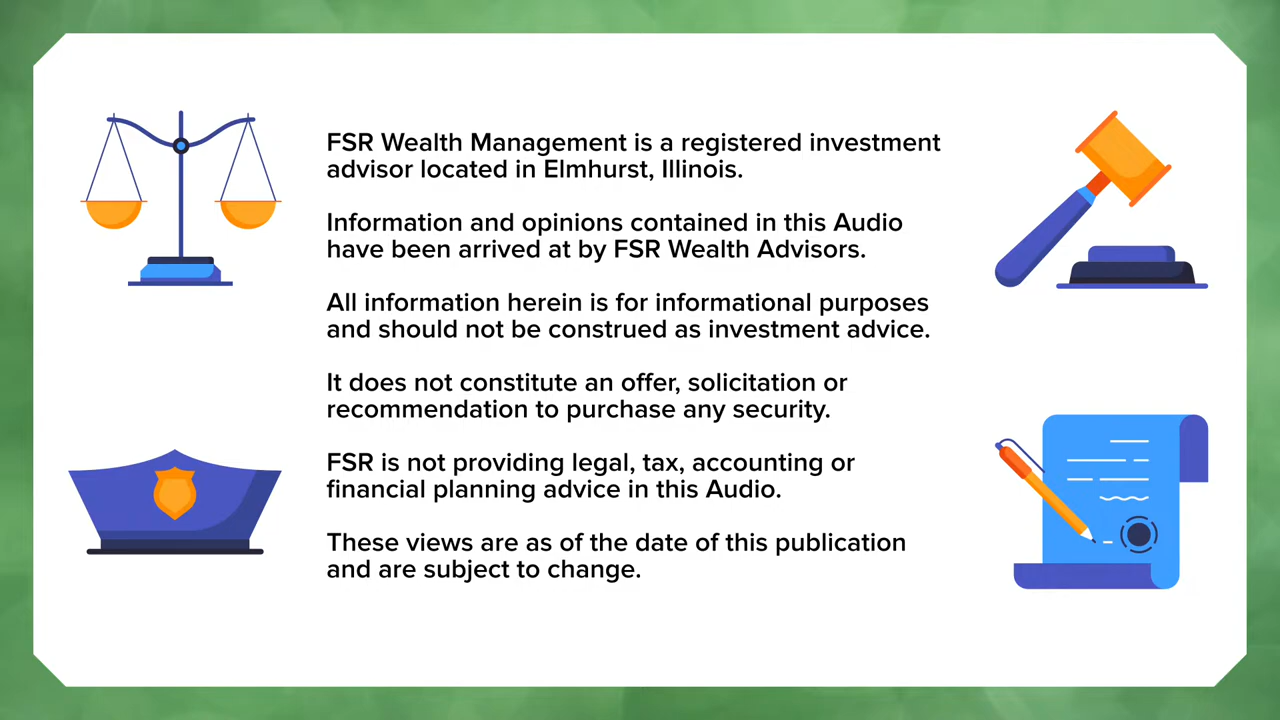 FSR Wealth Management is a registered investment
advisor located in Elmhurst, Illinois.
Information and opinions contained in this Audio
have been arrived at by FSR Wealth Advisors.
All information herein is for informational purposes
and should not be construed as investment advice.
It does not constitute an offer, solicitation or
recommendation to purchase any security.
FSR is not providing legal, tax, accounting or
financial planning advice in this Audio.
These views are as of the date of this publication
and are subject to change.